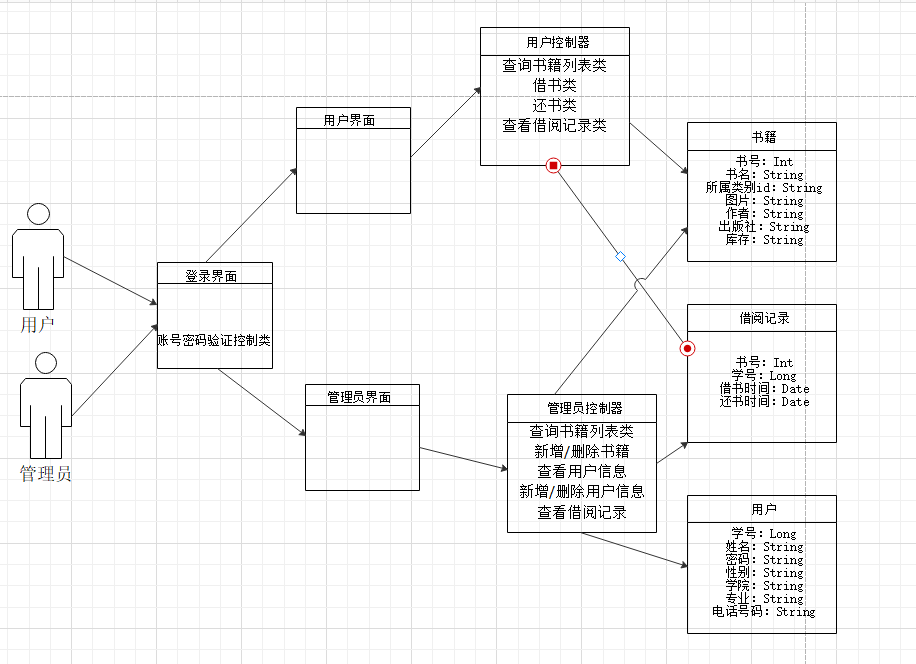 用户控制器
查询书籍列表类
借书类
还书类
查看借阅记录类
用户界面
书籍
书号: Int
书名: String
所属类别id: String
图片: String
作者: String
出版社: String
库存: String
用户
登录界面
账号密码验证控制类
管理员
借阅记录
书号: Int
学号: Long
借书时间: Date
还书时间: Date
管理员界面
管理员控制器
查询书籍列表类
新增/删除书籍
查看用户信息
新增/删除用户信息
查看借阅记录
用户
学号: Long
姓名: String
密码: String
性别: String
学院: String
专业: String
电话号码: String